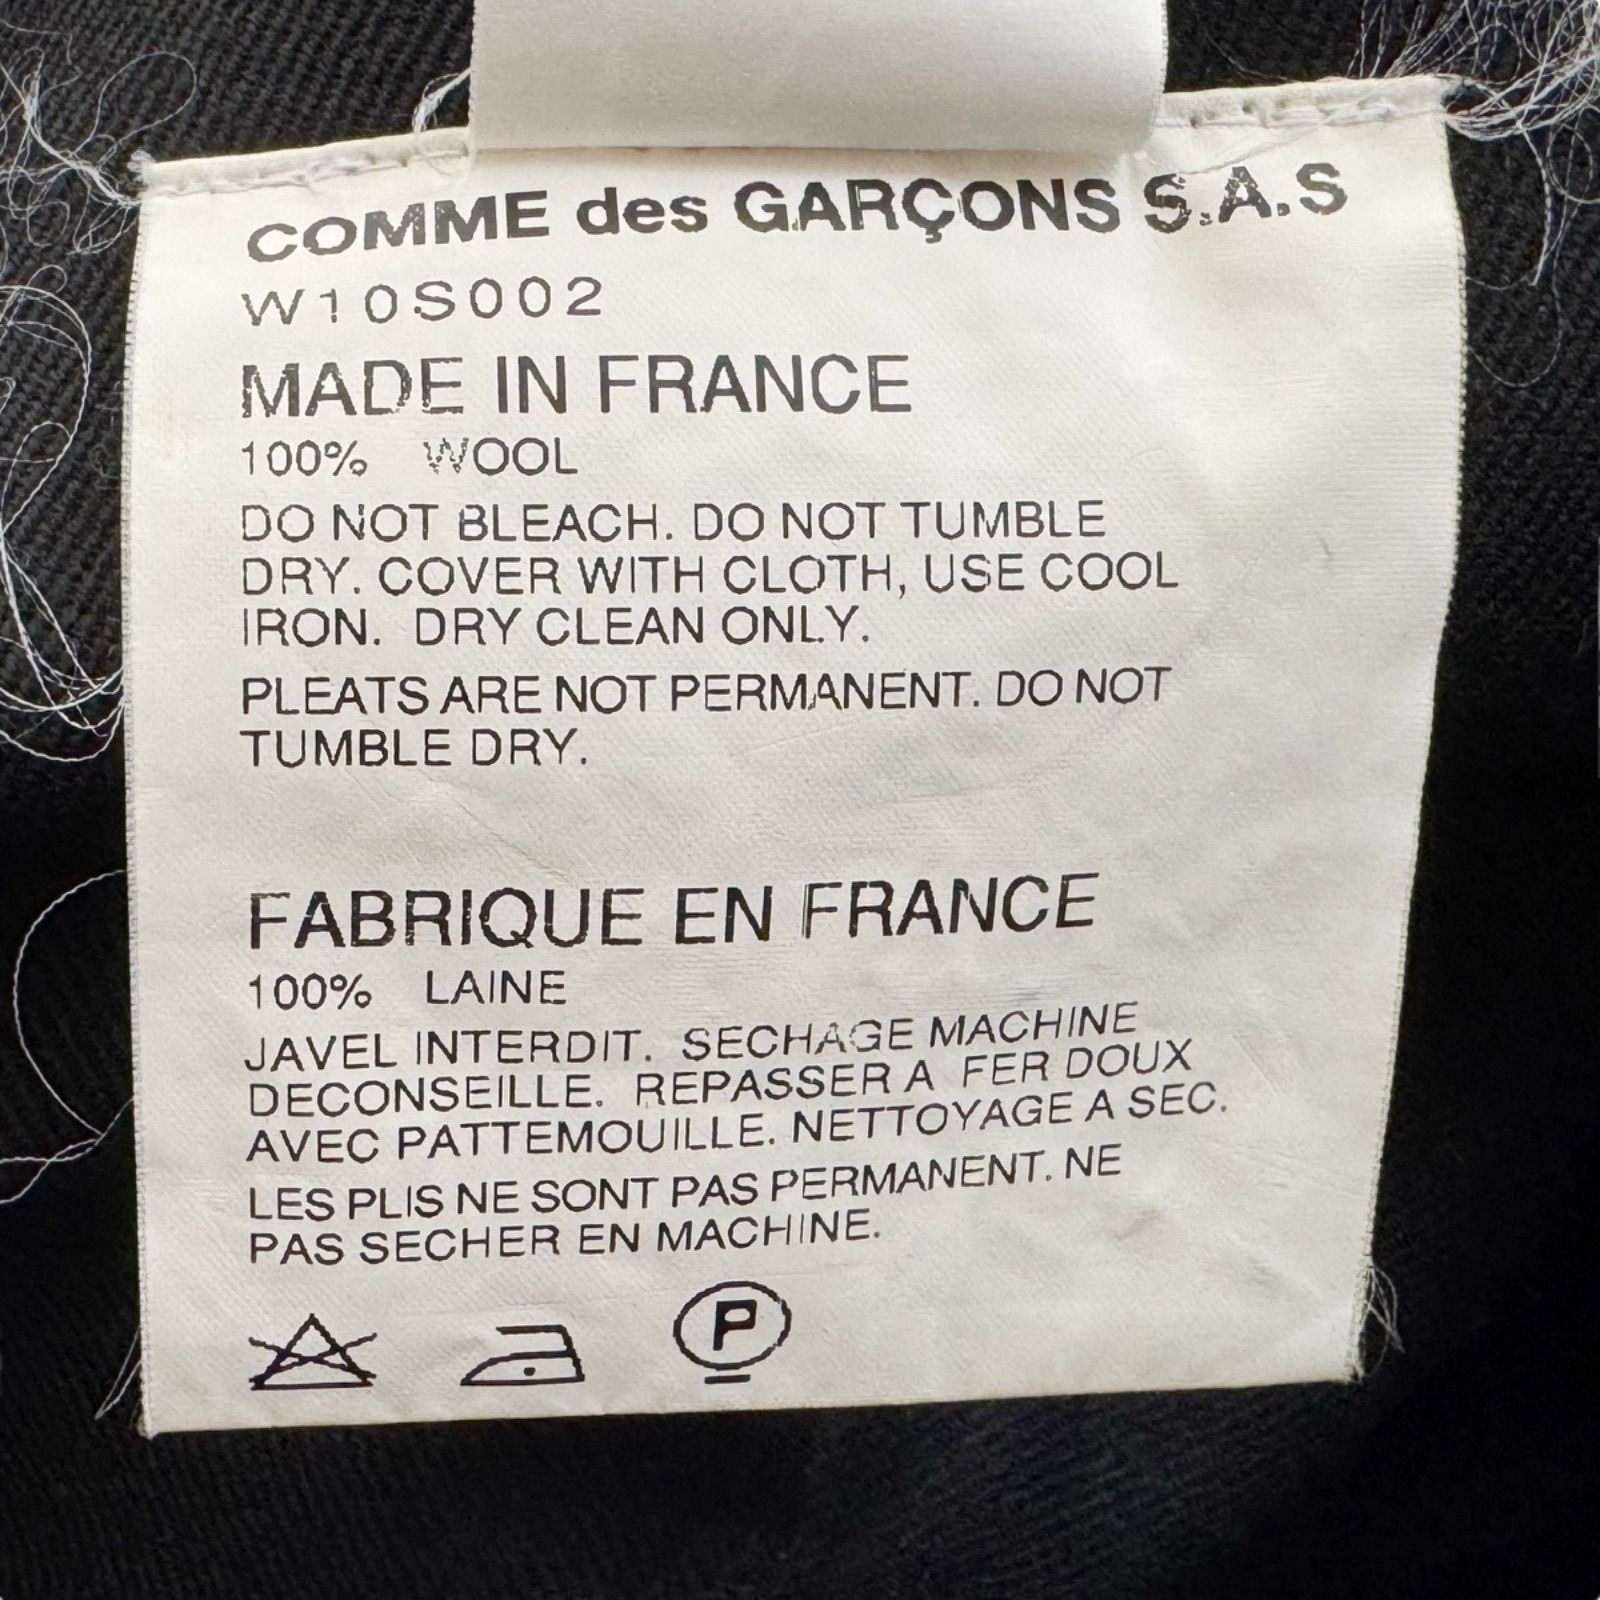 COMME des GARÇONS S.A.S
W10S002
MADE IN FRANCE
100% WOOL
DO NOT BLEACH. DO NOT TUMBLE
DRY. COVER WITH CLOTH, USE COOL
IRON. DRY CLEAN ONLY.
PLEATS ARE NOT PERMANENT. DO NOT
TUMBLE DRY.
FABRIQUE EN FRANCE
100% LAINE
JAVEL INTERDIT. SECHAGE MACHINE
DECONSEILLE. REPASSER A FER DOUX
AVEC PATTEMOUILLE. NETTOYAGE A SEC.
LES PLIS NE SONT PAS PERMANENT. NE
PAS SECHER EN MACHINE.
P